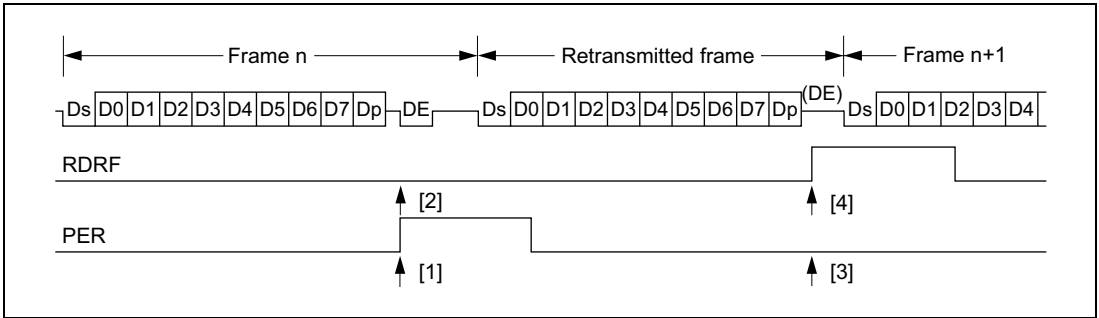 Frame n Retransmitted frame Frame n+1
(DE)
Ds D0 D1 D2 D3 D4 D5 D6 D7 Dp DE Ds D0 D1 D2 D3 D4 D5 D6 D7 Dp Ds D0 D1 D2 D3 D4
RDRF
[2] [4]
PER
[1] [3]